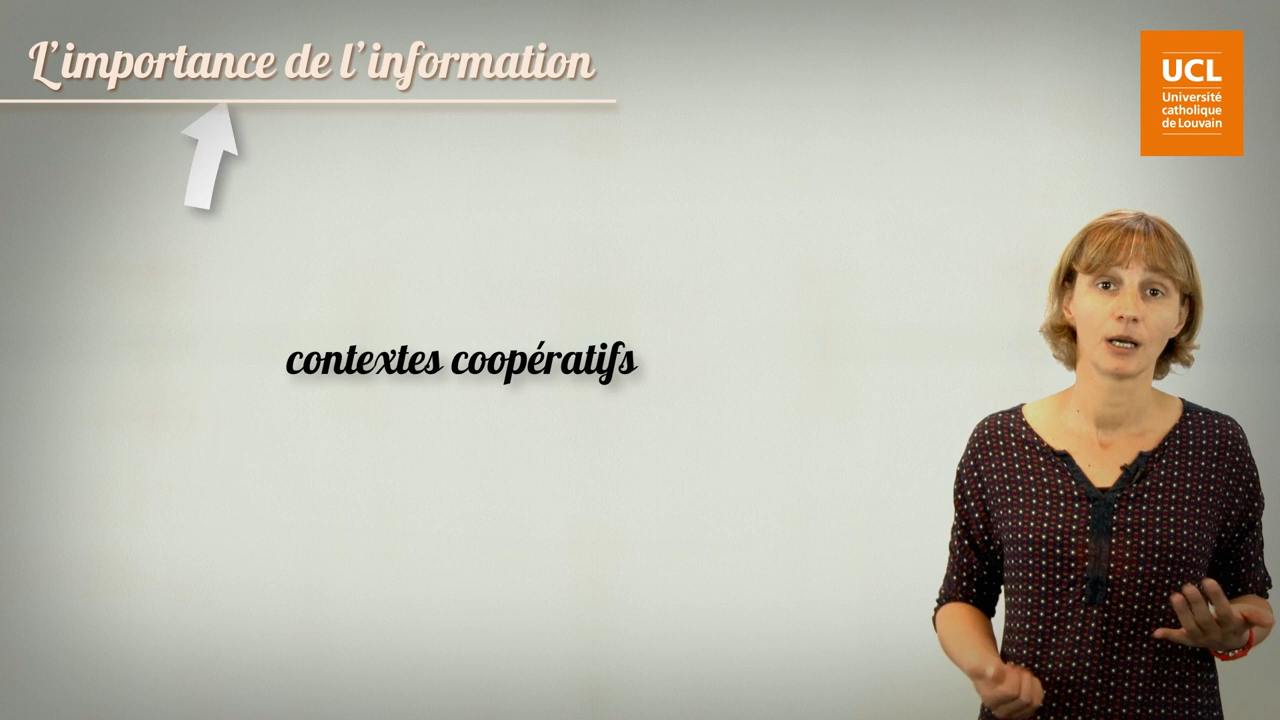 L'importance de l'information
UCL
Université
catholique
de Louvain
contextes coopératifs